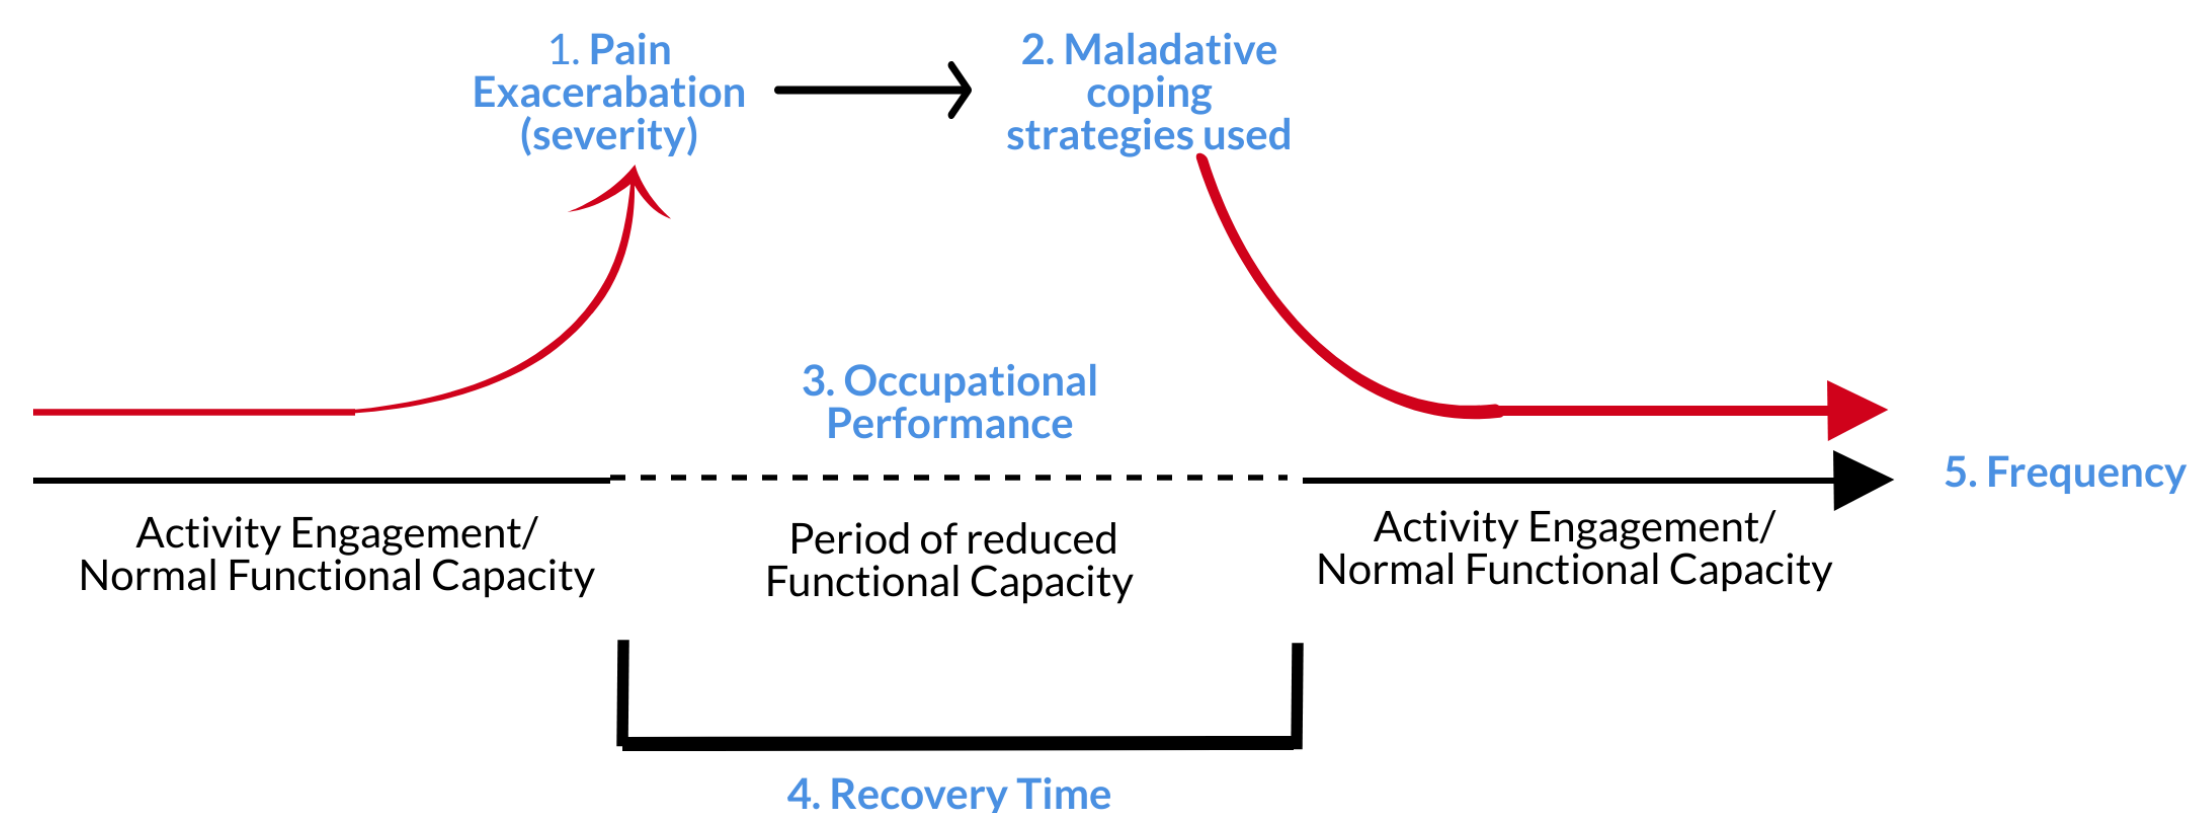 1. Pain
Exacerabation
(severity)
2. Maladative
coping
strategies used
3. Occupational
Performance
5. Frequency
Activity Engagement/
Normal Functional Capacity
Period of reduced
Functional Capacity
Activity Engagement/
Normal Functional Capacity
4. Recovery Time